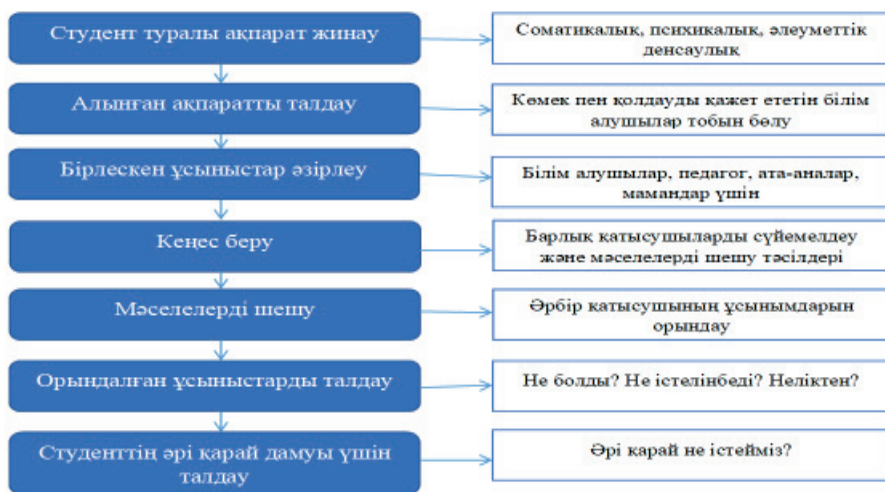 Студент туралы ақпарат жинау
Соматикалық, психикалық, әлеуметтік
денсаулық
Алынған ақпаратты талдау
Көмек пен қолдауды қажет ететін білім
алушылар тобын бөлу
Бірлескен ұсыныстар әзірлеу
Білім алушылар, педагог, ата-аналар,
мамандар үшін
Кеңес беру
Барлық қатысушыларды сүйемелдеу
және мәселелерді шешу тәсілдері
Мәселелерді шешу
Әрбір қатысушының ұсынымдарын
орындау
Орындалған ұсыныстарды талдау
Не болды? Не істелінбеді? Неліктен?
Студенттің әрі қарай дамуы үшін
талдау
Әрі қарай не істейміз?